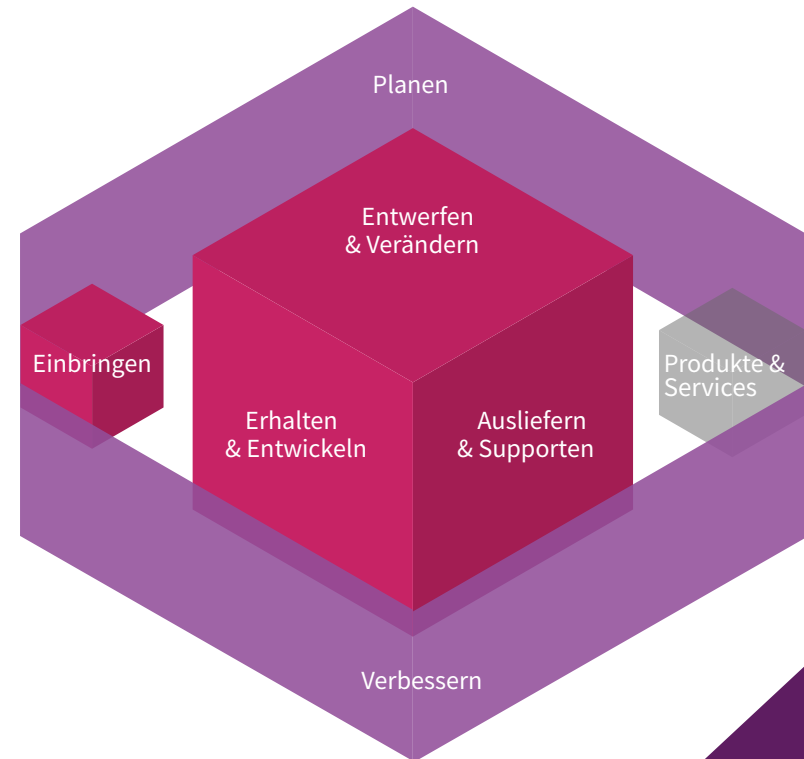 Planen
Entwerfen
& Verändern
Einbringen
Erhalten
& Entwickeln
Ausliefern
& Supporten
Produkte &
Services
Verbessern